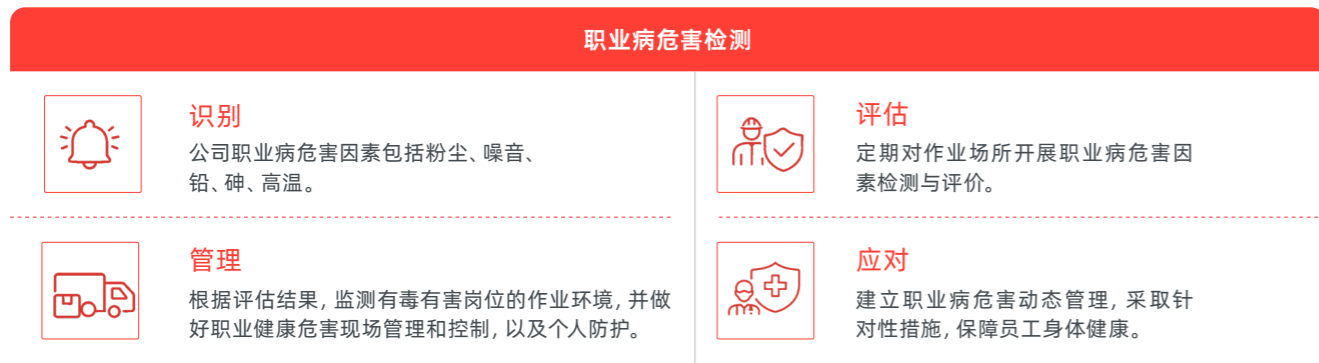 职业病危害检测
识别
公司职业病危害因素包括粉尘、噪音、
铅、砷、高温。
评估
定期对作业场所开展职业病危害因
素检测与评价。
管理
根据评估结果，监测有毒有害岗位的作业环境，并做
好职业健康危害现场管理和控制，以及个人防护。
应对
建立职业病危害动态管理，采取针
对性措施，保障员工身体健康。